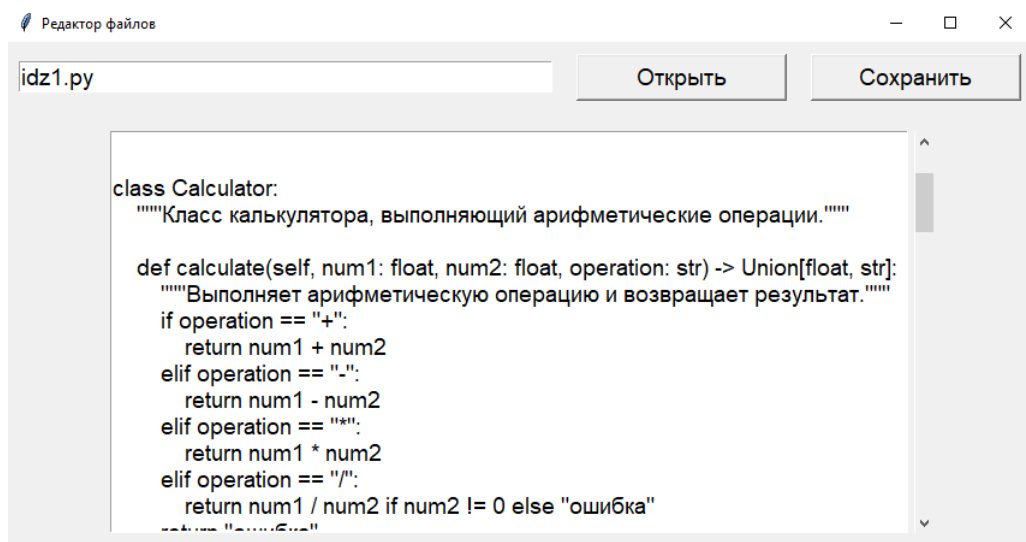 Редактор файлов
idz1.py
Открыть
Сохранить
class Calculator:
    """Класс калькулятора, выполняющий арифметические операции."""
    def calculate(self, num1: float, num2: float, operation: str) -> Union[float, str]:
        """Выполняет арифметическую операцию и возвращает результат."""
        if operation == "+":
            return num1 + num2
        elif operation == "-":
            return num1 - num2
        elif operation == "*":
            return num1 * num2
        elif operation == "/":
            return num1 / num2 if num2 != 0 else "ошибка"
        return "ошибка"